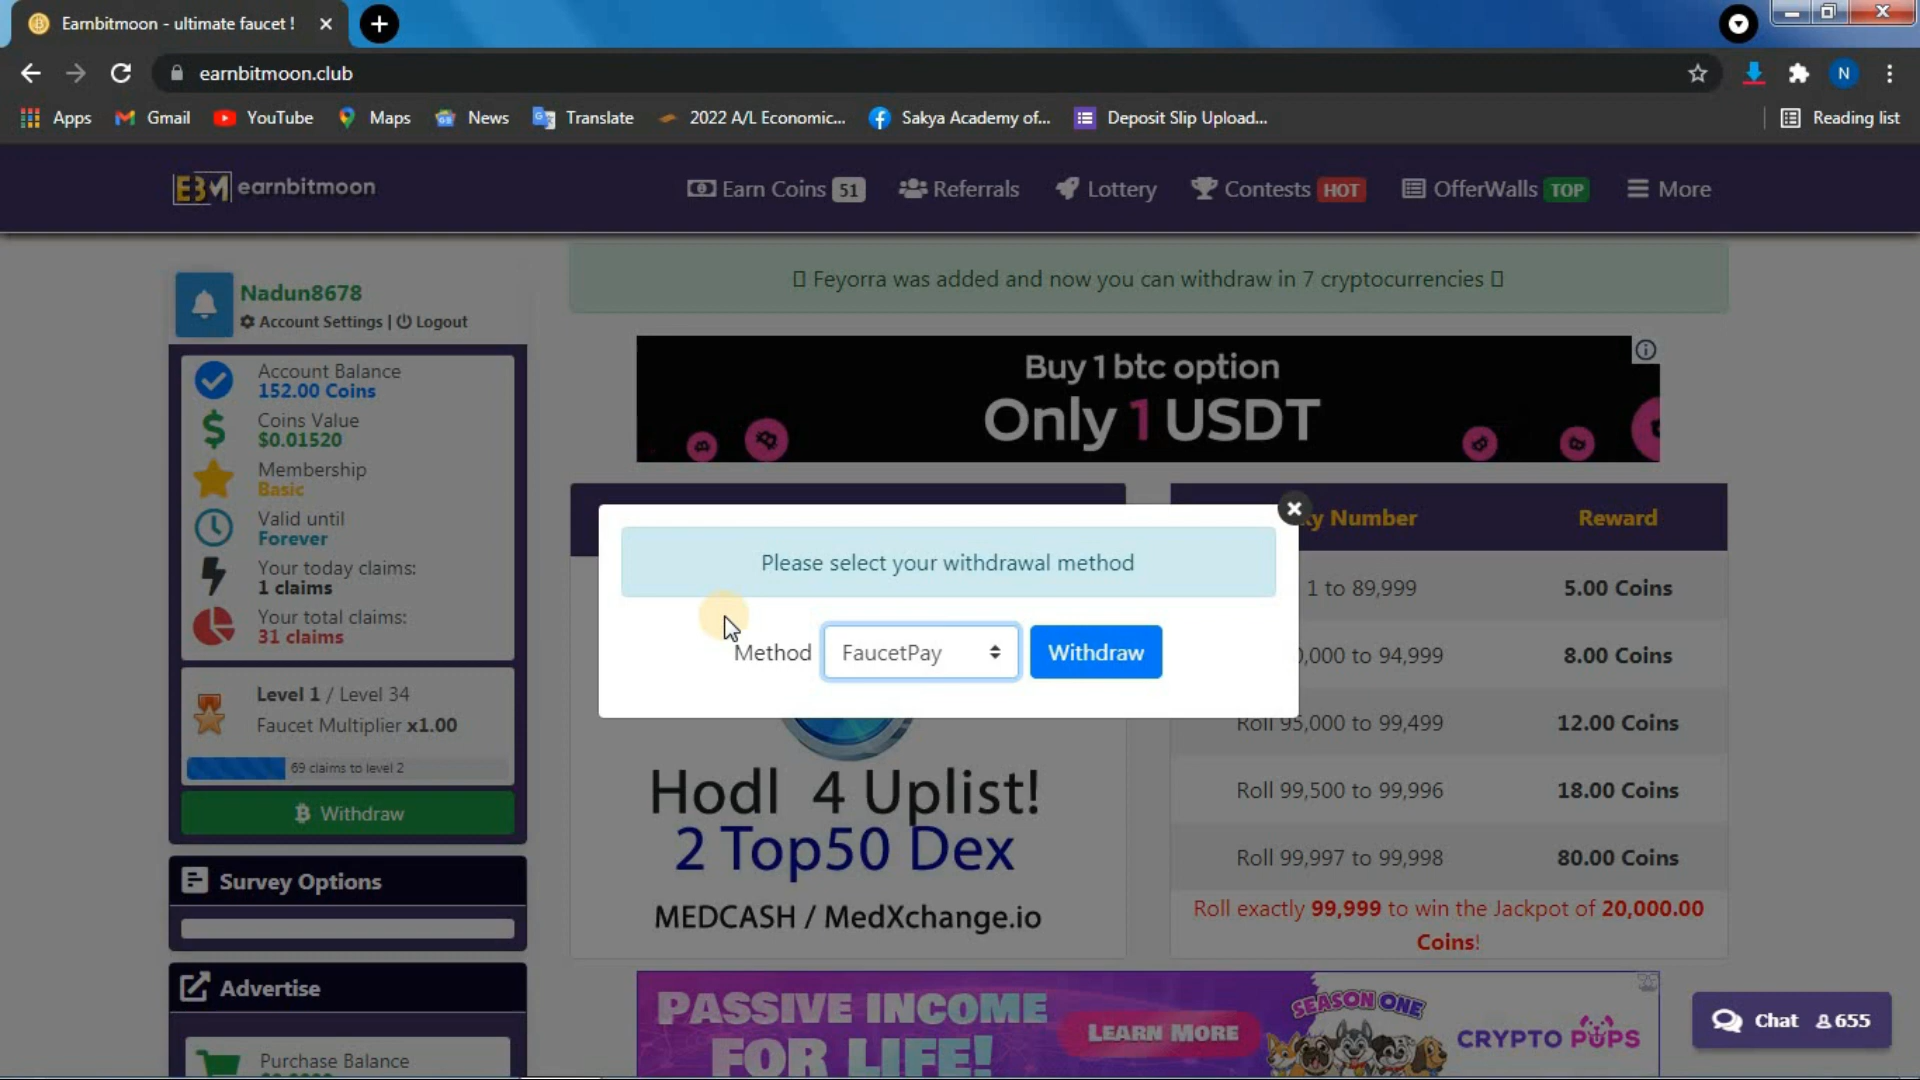 Earnbitmoon - ultimate faucet !
earnbitmoon.club
N
Apps
Gmail
YouTube
Maps
News
Translate
2022 A/L Economic...
Sakya Academy of...
Deposit Slip Upload...
Reading list
EBM earnbitmoon
Earn Coins 51
Referrals
Lottery
Contests HOT
OfferWalls TOP
More
Nadun8678
Account Settings | Logout
Account Balance
152.00 Coins
Coins Value
$0.01520
Membership
Basic
Valid until
Forever
Your today claims:
1 claims
Your total claims:
31 claims
Level 1 / Level 34
Faucet Multiplier x1.00
69 claims to level 2
Withdraw
Survey Options
Advertise
Purchase Balance
Feyorra was added and now you can withdraw in 7 cryptocurrencies
Buy 1 btc option
Only 1 USDT
Please select your withdrawal method
Method FaucetPay Withdraw
Hodl 4 Uplist!
2 Top50 Dex
MEDCASH / MedXchange.io
Number Reward
1 to 89,999 5.00 Coins
,000 to 94,999 8.00 Coins
Roll 95,000 to 99,499 12.00 Coins
Roll 99,500 to 99,996 18.00 Coins
Roll 99,997 to 99,998 80.00 Coins
Roll exactly 99,999 to win the Jackpot of 20,000.00
Coins!
PASSIVE INCOME
FOR LIFE!
LEARN MORE
SEASON ONE
CRYPTO PUPS
Chat 655